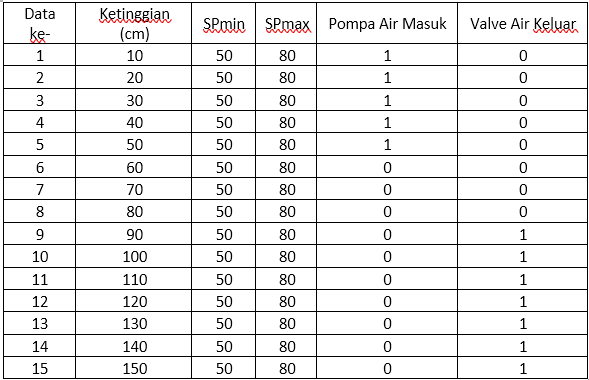 Data ke- Ketinggian (cm) SPmin SPmax Pompa Air Masuk Valve Air Keluar
1 10 50 80 1 0
2 20 50 80 1 0
3 30 50 80 1 0
4 40 50 80 1 0
5 50 50 80 1 0
6 60 50 80 0 0
7 70 50 80 0 0
8 80 50 80 0 0
9 90 50 80 0 1
10 100 50 80 0 1
11 110 50 80 0 1
12 120 50 80 0 1
13 130 50 80 0 1
14 140 50 80 0 1
15 150 50 80 0 1